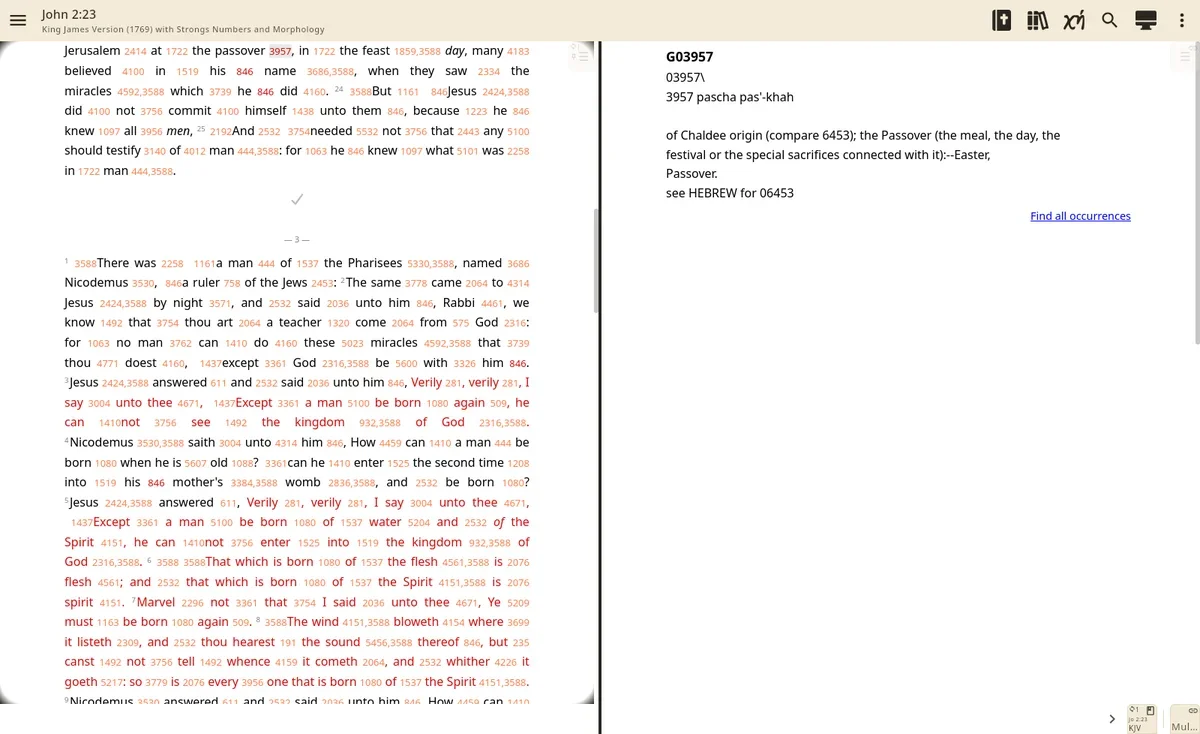 John 2:23
King James Version (1769) with Strongs Numbers and Morphology
Jerusalem 2414 at 1722 the passover 3957, in 1722 the feast 1859,3588 day, many 4183
believed 4100 in 1519 his 846 name 3686,3588, when they saw 2334 the
miracles 4592,3588 which 3739 he 846 did 4160. 24 3588But 1161 846Jesus 2424,3588
did 4100 not 3756 commit 4100 himself 1438 unto them 846, because 1223 he 846
knew 1097 all 3956 men, 25 2192And 2532 3754needed 5532 not 3756 that 2443 any 5100
should testify 3140 of 4012 man 444,3588: for 1063 he 846 knew 1097 what 5101 was 2258
in 1722 man 444,3588.
— 3 —
1 3588There was 2258 1161a man 444 of 1537 the Pharisees 5330,3588, named 3686
Nicodemus 3530, 846a ruler 758 of the Jews 2453: 2The same 3778 came 2064 to 4314
Jesus 2424,3588 by night 3571, and 2532 said 2036 unto him 846, Rabbi 4461, we
know 1492 that 3754 thou art 2064 a teacher 1320 come 2064 from 575 God 2316:
for 1063 no man 3762 can 1410 do 4160 these 5023 miracles 4592,3588 that 3739
thou 4771 doest 4160, 1437except 3361 God 2316,3588 be 5600 with 3326 him 846.
3Jesus 2424,3588 answered 611 and 2532 said 2036 unto him 846, Verily 281, verily 281, I
say 3004 unto thee 4671, 1437Except 3361 a man 5100 be born 1080 again 509, he
can 1410not 3756 see 1492 the kingdom 932,3588 of God 2316,3588.
4Nicodemus 3530,3588 saith 3004 unto 4314 him 846, How 4459 can 1410 a man 444 be
born 1080 when he is 5607 old 1088? 3361can he 1410 enter 1525 the second time 1208
into 1519 his 846 mother's 3384,3588 womb 2836,3588, and 2532 be born 1080?
5Jesus 2424,3588 answered 611, Verily 281, verily 281, I say 3004 unto thee 4671,
1437Except 3361 a man 5100 be born 1080 of 1537 water 5204 and 2532 of the
Spirit 4151, he can 1410not 3756 enter 1525 into 1519 the kingdom 932,3588 of
God 2316,3588. 6 3588 3588That which is born 1080 of 1537 the flesh 4561,3588 is 2076
flesh 4561; and 2532 that which is born 1080 of 1537 the Spirit 4151,3588 is 2076
spirit 4151. 7Marvel 2296 not 3361 that 3754 I said 2036 unto thee 4671, Ye 5209
must 1163 be born 1080 again 509. 8 3588The wind 4151,3588 bloweth 4154 where 3699
it listeth 2309, and 2532 thou hearest 191 the sound 5456,3588 thereof 846, but 235
canst 1492 not 3756 tell 1492 whence 4159 it cometh 2064, and 2532 whither 4226 it
goeth 5217: so 3779 is 2076 every 3956 one that is born 1080 of 1537 the Spirit 4151,3588.
9Nicodemus 3530 answered 611 and 2532 said 2036 unto him 846, How 4459 can 1410
G03957
03957\
3957 pascha pas'-khah
of Chaldee origin (compare 6453); the Passover (the meal, the day, the
festival or the special sacrifices connected with it):--Easter,
Passover.
see HEBREW for 06453
Find all occurrences
1
jo 2:23
KJV
Mul...